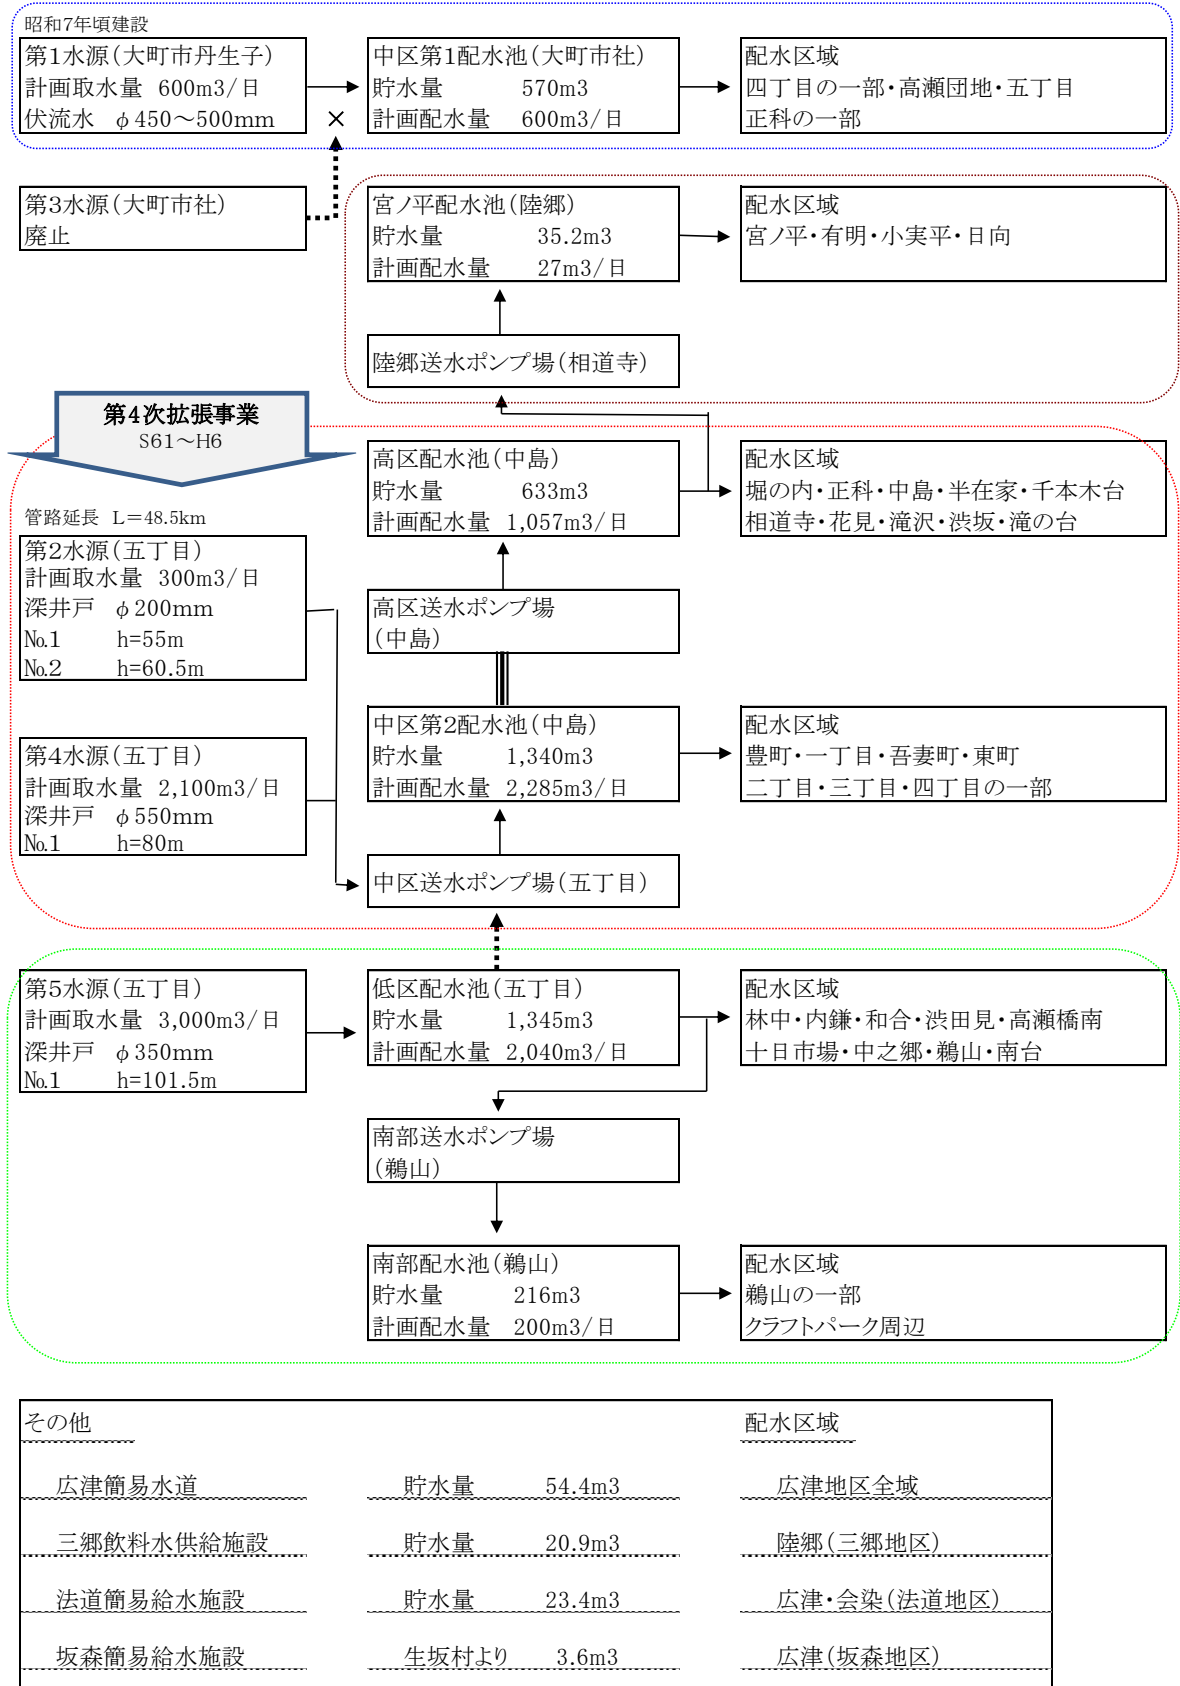 昭和7年頃建設
第1水源(大町市丹生子)
計画取水量 600m3/日
伏流水 φ450～500mm
×
中区第1配水池(大町市社)
貯水量 570m3
計画配水量 600m3/日
配水区域
四丁目の一部・高瀬団地・五丁目
正科の一部
第3水源(大町市社)
廃止
宮ノ平配水池(陸郷)
貯水量 35.2m3
計画配水量 27m3/日
配水区域
宮ノ平・有明・小実平・日向
陸郷送水ポンプ場(相道寺)
第4次拡張事業
S61～H6
管路延長 L=48.5km
高区配水池(中島)
貯水量 633m3
計画配水量 1,057m3/日
配水区域
堀の内・正科・中島・半在家・千本木台
相道寺・花見・滝沢・渋坂・滝の台
第2水源(五丁目)
計画取水量 300m3/日
深井戸 φ200mm
№1 h=55m
№2 h=60.5m
高区送水ポンプ場
(中島)
第4水源(五丁目)
計画取水量 2,100m3/日
深井戸 φ550mm
№1 h=80m
中区第2配水池(中島)
貯水量 1,340m3
計画配水量 2,285m3/日
配水区域
豊町・一丁目・吾妻町・東町
二丁目・三丁目・四丁目の一部
中区送水ポンプ場(五丁目)
第5水源(五丁目)
計画取水量 3,000m3/日
深井戸 φ350mm
№1 h=101.5m
低区配水池(五丁目)
貯水量 1,345m3
計画配水量 2,040m3/日
配水区域
林中・内鎌・和合・渋田見・高瀬橋南
十日市場・中之郷・鵜山・南台
南部送水ポンプ場
(鵜山)
南部配水池(鵜山)
貯水量 216m3
計画配水量 200m3/日
配水区域
鵜山の一部
クラフトパーク周辺
その他 配水区域
広津簡易水道 貯水量 54.4m3 広津地区全域
三郷飲料水供給施設 貯水量 20.9m3 陸郷(三郷地区)
法道簡易給水施設 貯水量 23.4m3 広津・会染(法道地区)
坂森簡易給水施設 生坂村より 3.6m3 広津(坂森地区)